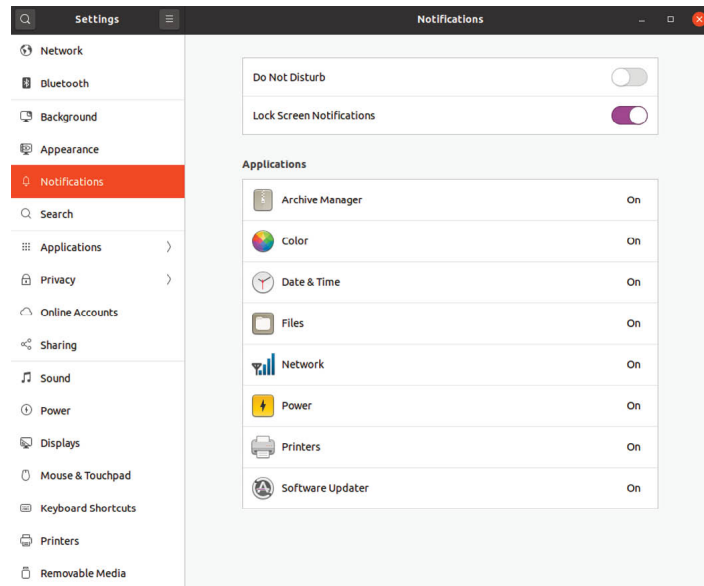 Settings
Notifications
Network
Bluetooth
Background
Appearance
Notifications
Search
Applications
Privacy
Online Accounts
Sharing
Sound
Power
Displays
Mouse & Touchpad
Keyboard Shortcuts
Printers
Removable Media
Do Not Disturb
Lock Screen Notifications
Applications
Archive Manager On
Color On
Date & Time On
Files On
Network On
Power On
Printers On
Software Updater On